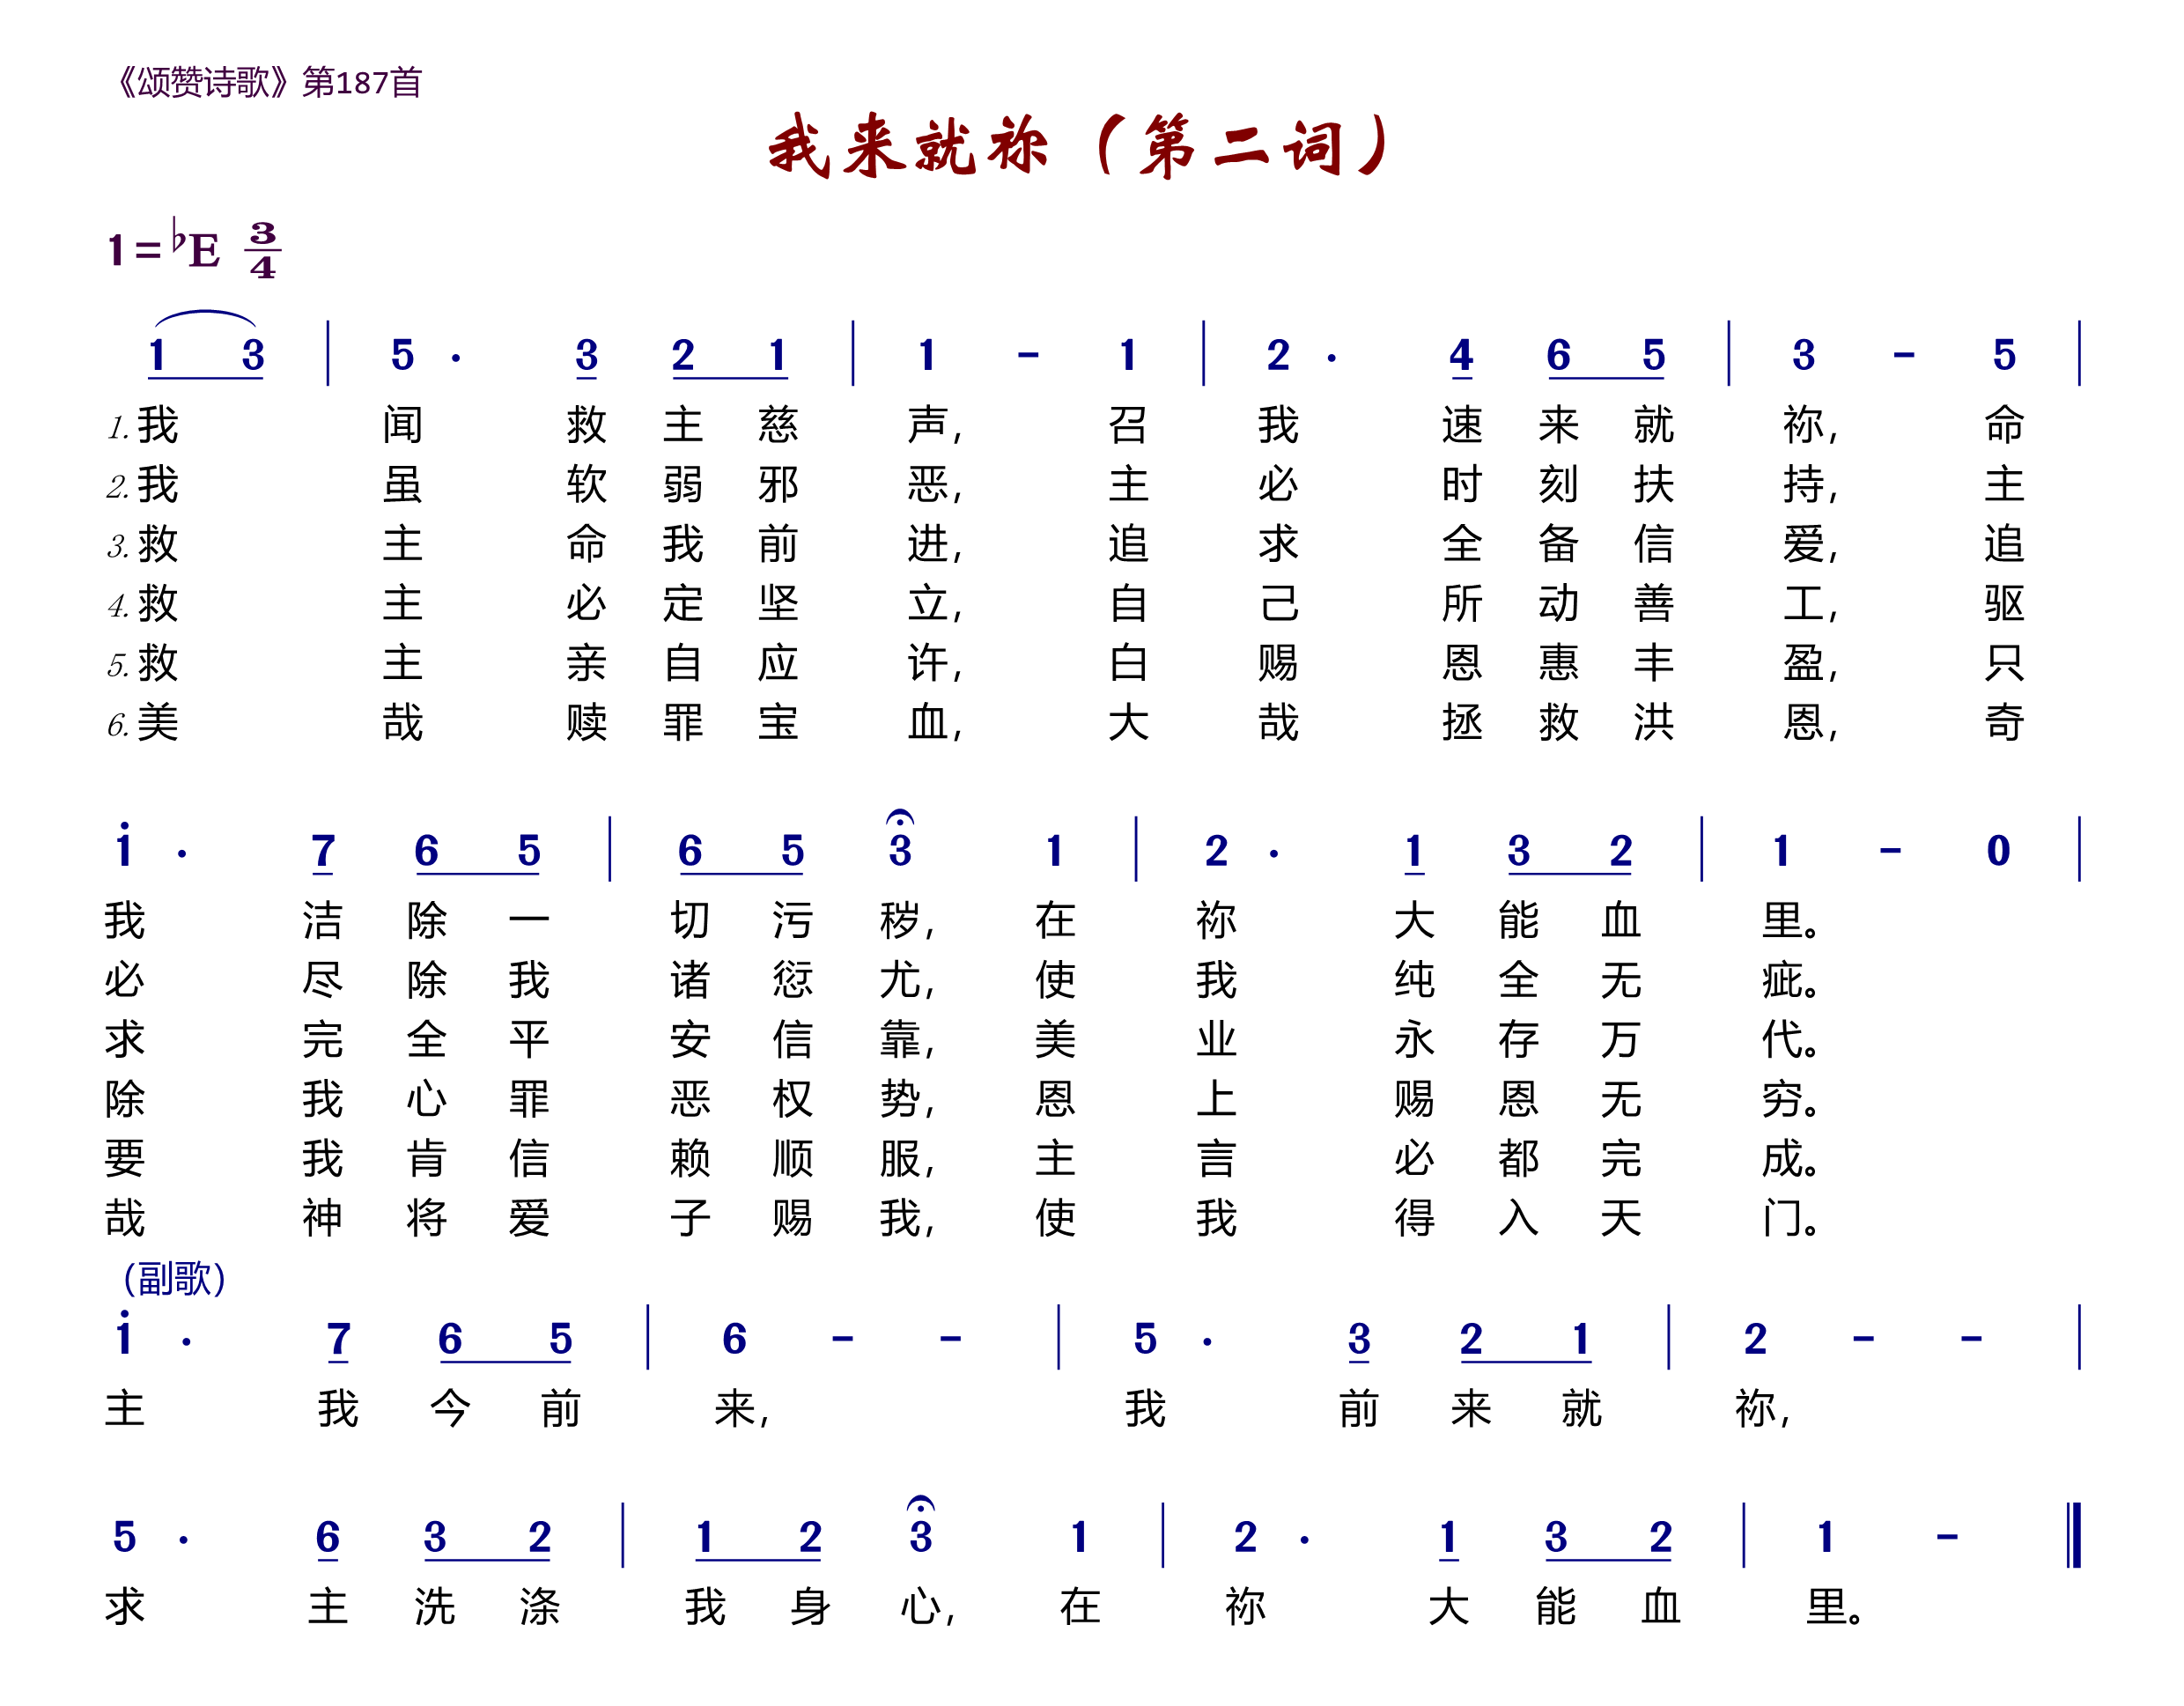 《颂赞诗歌》第187首
我来就祢（第二词）
1=♭E 3/4
1 3 | 5 · 3 2 1 | 1 - 1 | 2 · 4 6 5 | 3 - 5 |
1.我 闻 救 主 慈 声, 召 我 速 来 就 祢, 命
2.我 虽 软 弱 邪 恶, 主 必 时 刻 扶 持, 主
3.救 主 命 我 前 进, 追 求 全 备 信 爱, 追
4.救 主 必 定 坚 立, 自 己 所 动 善 工, 驱
5.救 主 亲 自 应 许, 白 赐 恩 惠 丰 盈, 只
6.美 哉 赎 罪 宝 血, 大 哉 拯 救 洪 恩, 奇
i · 7 6 5 | 6 5 3 1 | 2 · 1 3 2 | 1 - 0 |
我 洁 除 一 切 污 秽, 在 祢 大 能 血 里。
必 尽 除 我 诸 愆 尤, 使 我 纯 全 无 疵。
求 完 全 平 安 信 靠, 美 业 永 存 万 代。
除 我 心 罪 恶 权 势, 恩 上 赐 恩 无 穷。
要 我 肯 信 赖 顺 服, 主 言 必 都 完 成。
哉 神 将 爱 子 赐 我, 使 我 得 入 天 门。
(副歌)
i · 7 6 5 | 6 - - | 5 · 3 2 1 | 2 - - |
主 我 今 前 来, 我 前 来 就 祢,
5 · 6 3 2 | 1 2 3 1 | 2 · 1 3 2 | 1 - ‖
求 主 洗 涤 我 身 心, 在 祢 大 能 血 里。